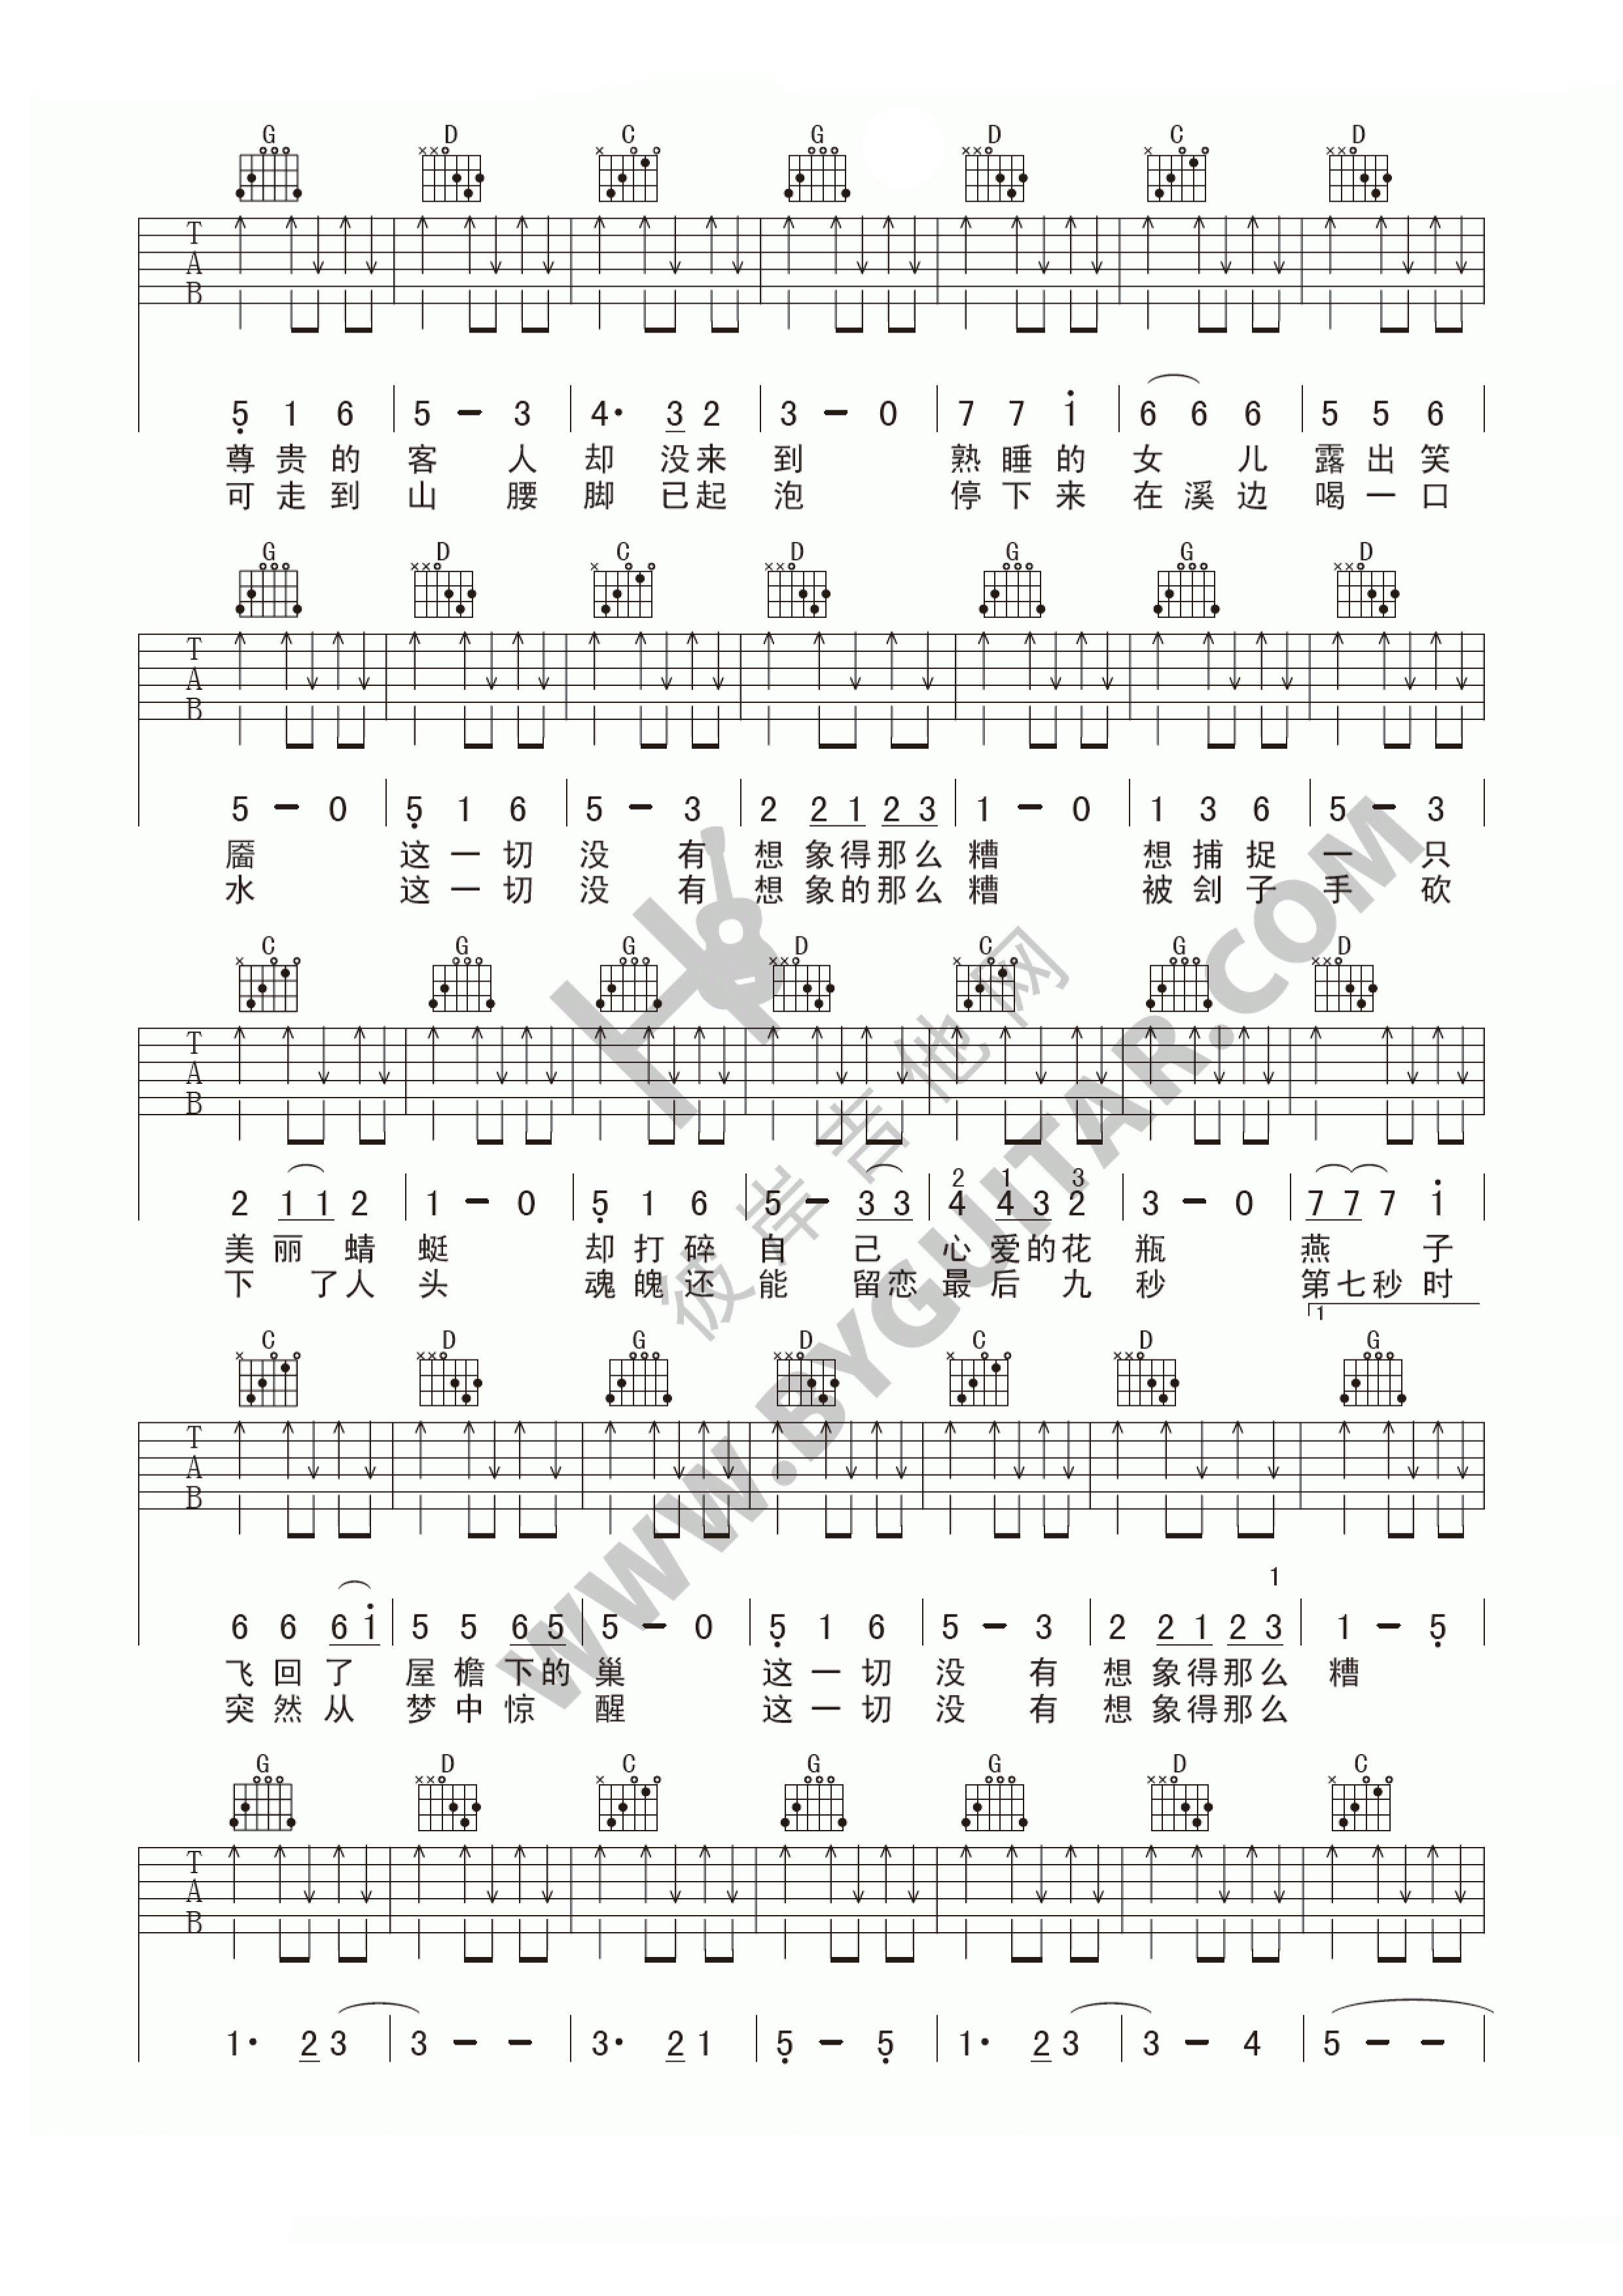 G D C G D C D
T
A
B
5 1 6 | 5 — 3 | 4· 3 2 | 3 — 0 | 7 7 1 | 6 6 6 | 5 5 6
尊贵的 客 人 却 没来 到 熟睡的 女 儿 露出笑
可走到 山 腰 脚 已起 泡 停下来 在溪边 喝一口
G D C D G G D
T
A
B
5 — 0 | 5 1 6 | 5 — 3 | 2 2 1 2 3 | 1 — 0 | 1 3 6 | 5 — 3
靥 这一切 没 有 想象得那么 糟 想捕捉 一 只
水 这一切 没 有 想象的那么 糟 被刽子 手 砍
C G G D C G D
T
A
B
2 1 3
2 1 1 2 | 1 — 0 | 5 1 6 | 5 — 3 3 | 4 4 3 2 | 3 — 0 | 7 7 7 1
美丽 蜻 蜓 却打碎 自 己 心爱的花 瓶 燕 子
下 了人 头 魂魄还 能 留恋 最后 九 秒 第七秒时
1
C D G D C D G
T
A
B
1
6 6 6 1 | 5 5 6 5 | 5 — 0 | 5 1 6 | 5 — 3 | 2 2 1 2 3 | 1 — 5
飞回了 屋檐下的 巢 这一切 没 有 想象得那么 糟
突然从 梦中惊 醒 这一切 没 有 想象得那么
G D C G G D C
T
A
B
1· 2 3 | 3 — — | 3· 2 1 | 5 — 5 | 1· 2 3 | 3 — 4 | 5 — —
彼岸吉他网
WWW.BYGUITAR.COM